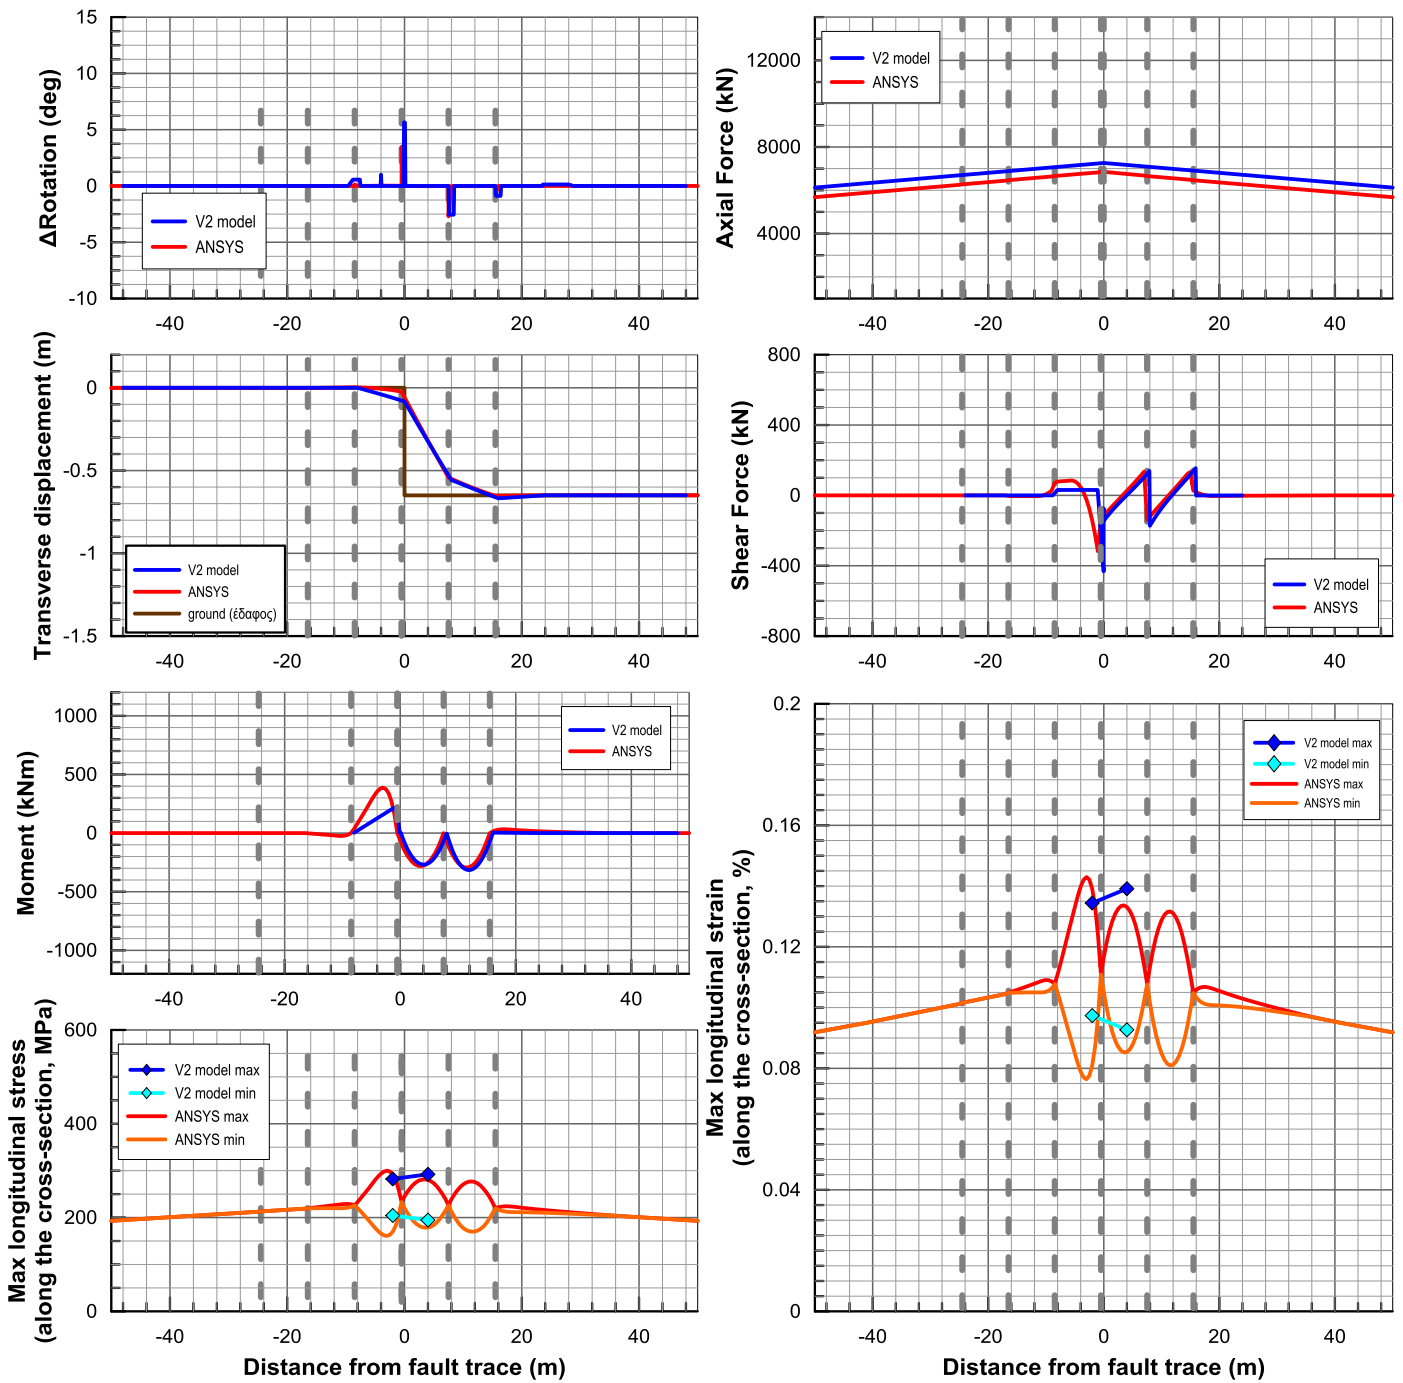 ΔRotation (deg)
15
10
5
0
-5
-10
V2 model
ANSYS
-40
-20
0
20
40
Axial Force (kN)
12000
8000
4000
V2 model
ANSYS
-40
-20
0
20
40
Transverse displacement (m)
0
-0.5
-1
-1.5
V2 model
ANSYS
ground (έδαφος)
-40
-20
0
20
40
Shear Force (kN)
800
400
0
-400
-800
V2 model
ANSYS
-40
-20
0
20
40
Moment (kNm)
1000
500
0
-500
-1000
V2 model
ANSYS
-40
-20
0
20
40
Max longitudinal stress
(along the cross-section, MPa)
600
400
200
0
V2 model max
V2 model min
ANSYS max
ANSYS min
-40
-20
0
20
40
Distance from fault trace (m)
Max longitudinal strain
(along the cross-section, %)
0.2
0.16
0.12
0.08
0.04
0
V2 model max
V2 model min
ANSYS max
ANSYS min
-40
-20
0
20
40
Distance from fault trace (m)